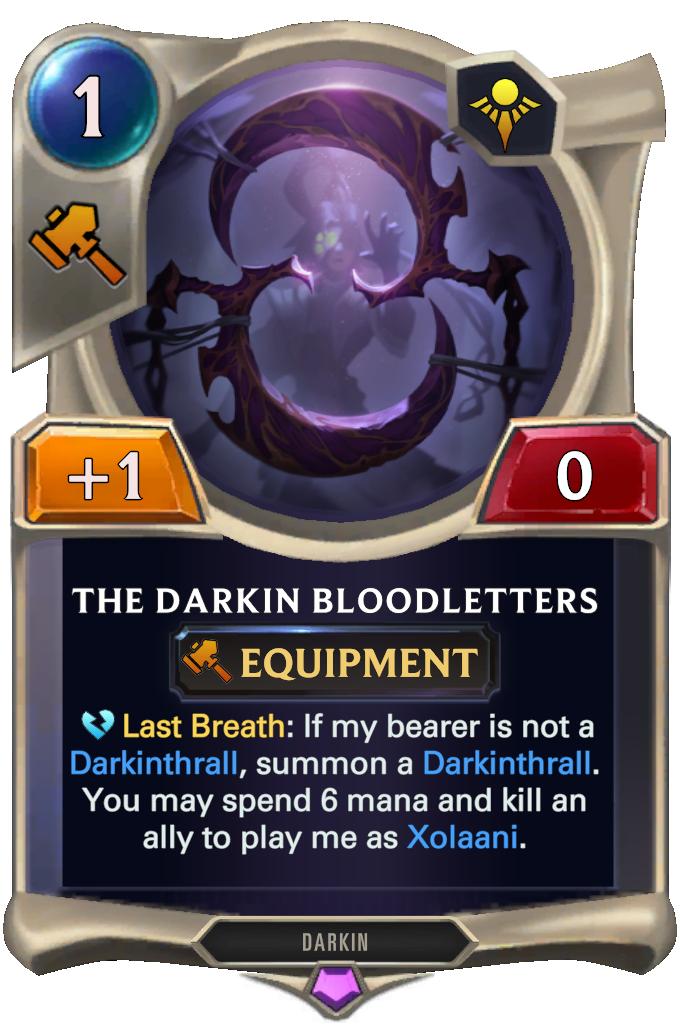 1
+1
0
THE DARKIN BLOODLETTERS
EQUIPMENT
Last Breath: If my bearer is not a
Darkinthrall, summon a Darkinthrall.
You may spend 6 mana and kill an
ally to play me as Xolaani.
DARKIN